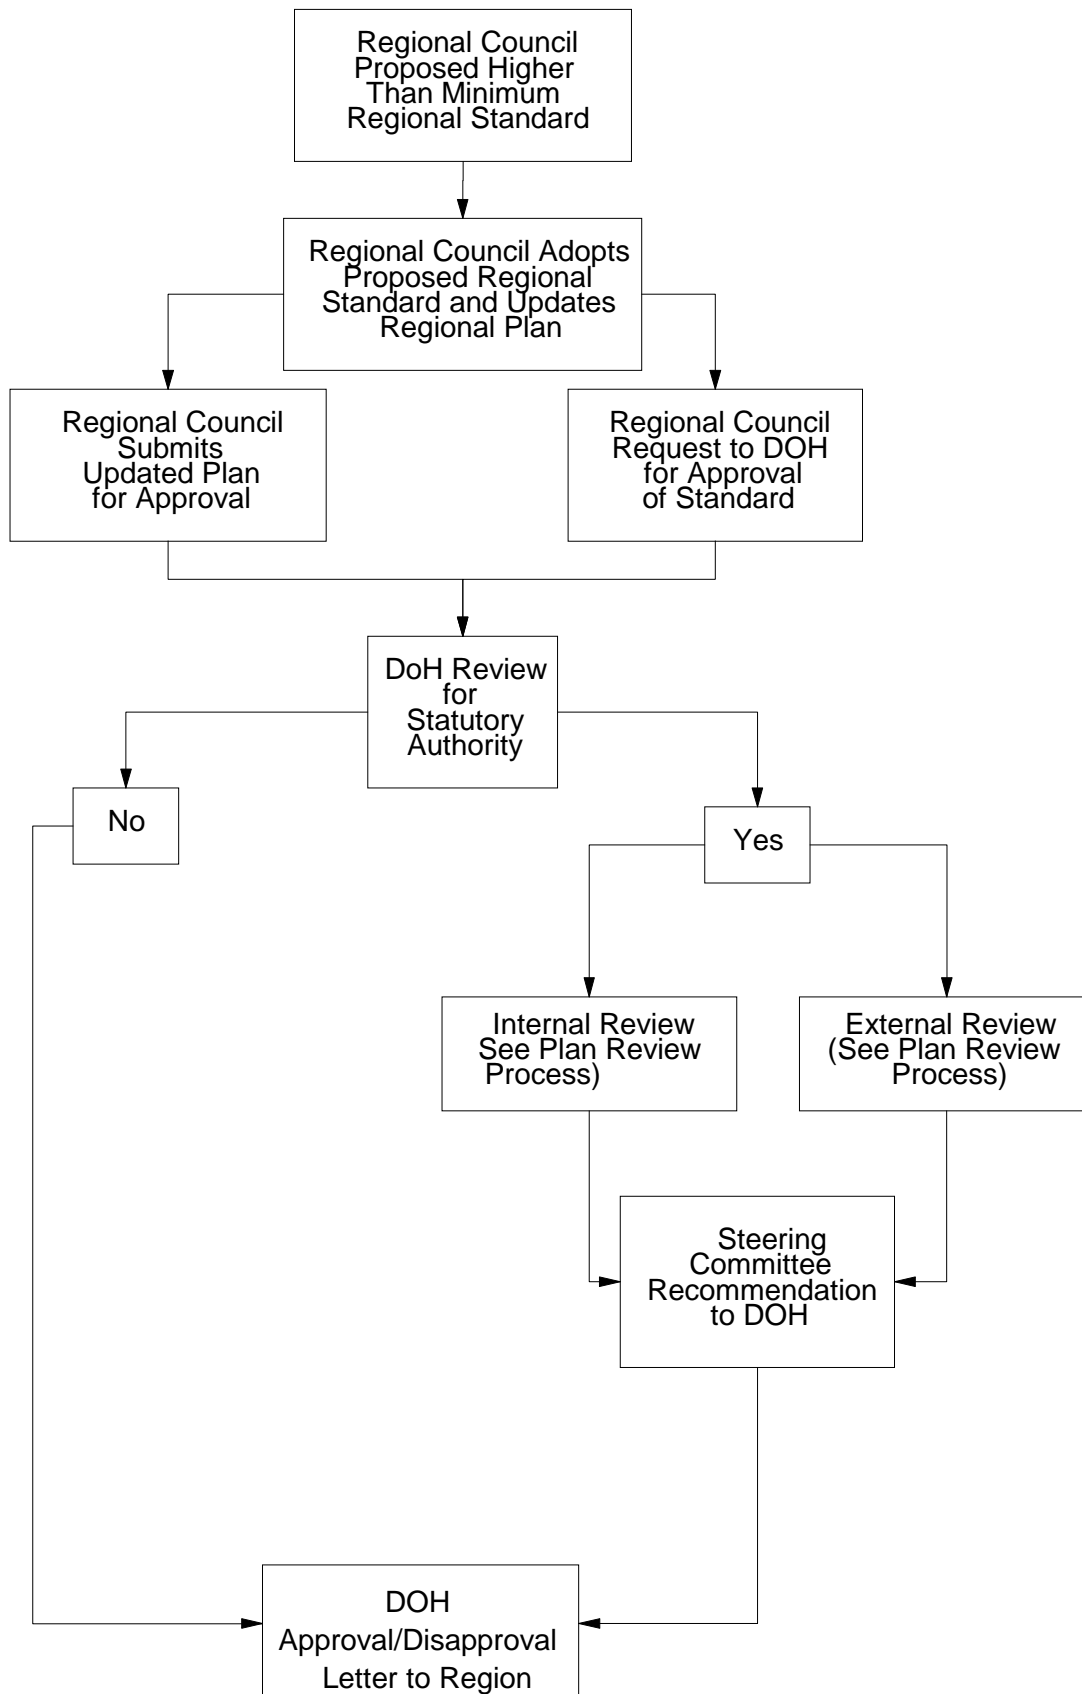 Regional Council
Proposed Higher
Than Minimum
Regional Standard
Regional Council Adopts
Proposed Regional
Standard and Updates
Regional Plan
Regional Council
Submits
Updated Plan
for Approval
Regional Council
Request to DOH
for Approval
of Standard
DoH Review
for
Statutory
Authority
No
Yes
Internal Review
See Plan Review
Process)
External Review
(See Plan Review
Process)
Steering
Committee
Recommendation
to DOH
DOH
Approval/Disapproval
Letter to Region